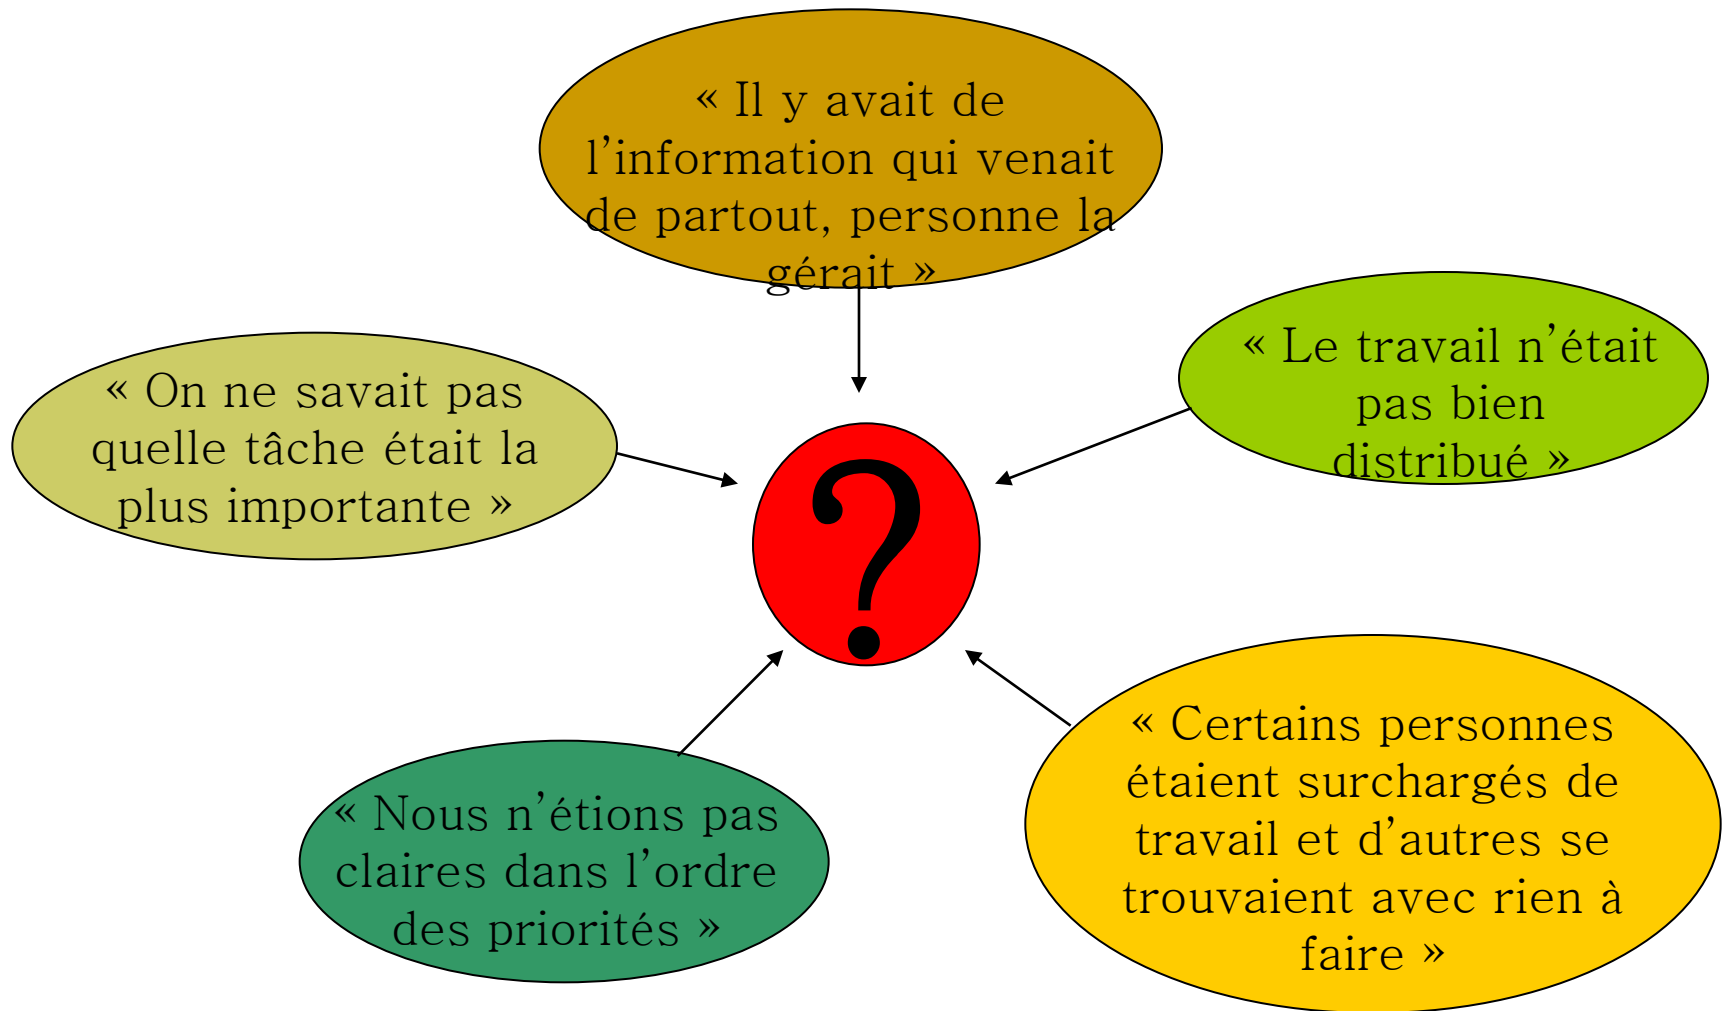 « Il y avait de
l’information qui venait
de partout, personne la
gérait »
« Le travail n’était
pas bien
distribué »
« On ne savait pas
quelle tâche était la
plus importante »
?
« Certains personnes
étaient surchargés de
travail et d’autres se
trouvaient avec rien à
faire »
« Nous n’étions pas
claires dans l’ordre
des priorités »